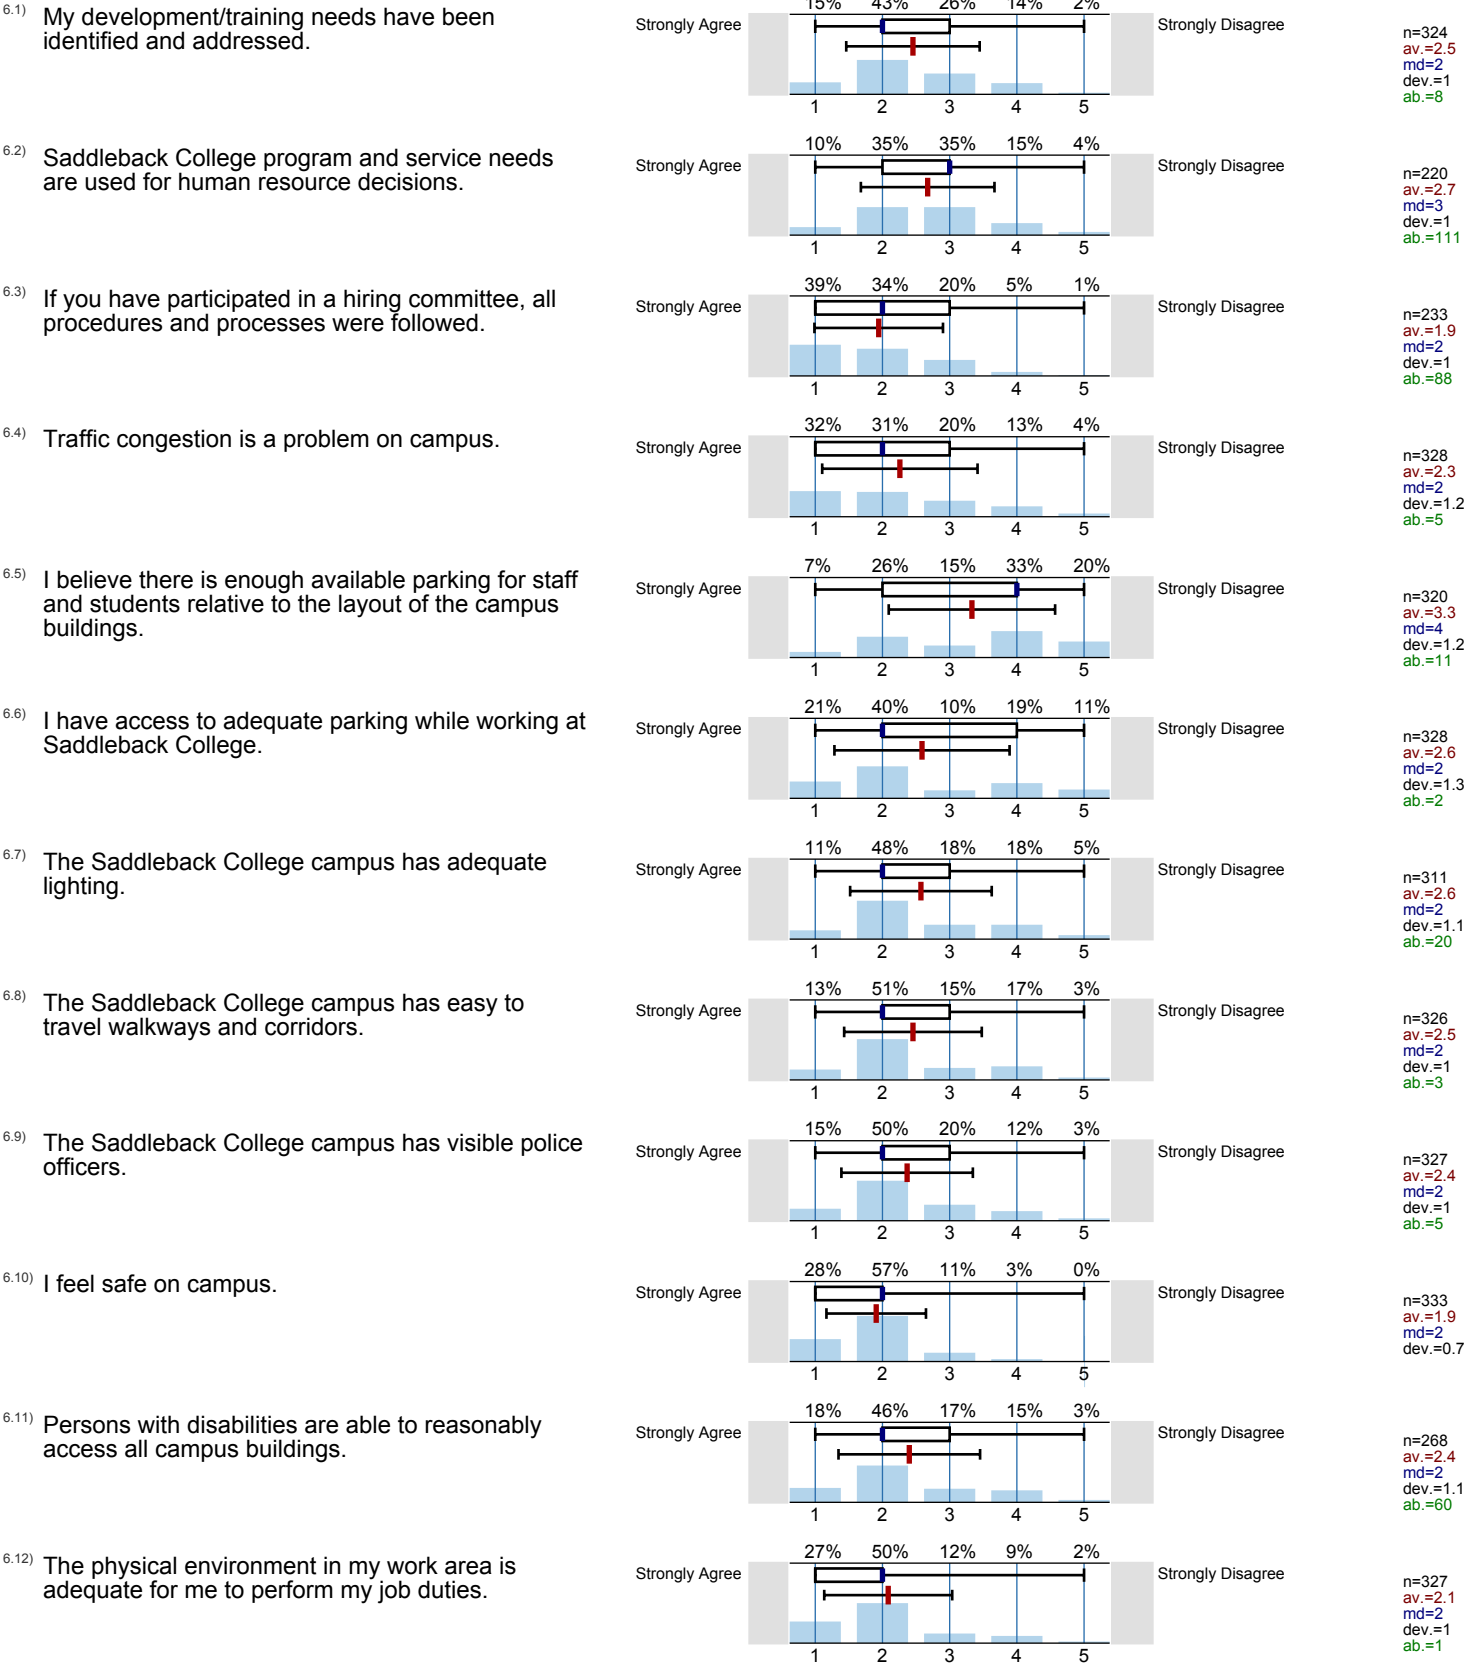 6.1) My development/training needs have been
identified and addressed.
15% 43% 26% 14% 2%
Strongly Agree Strongly Disagree
1 2 3 4 5
n=324
av.=2.5
md=2
dev.=1
ab.=8
6.2) Saddleback College program and service needs
are used for human resource decisions.
10% 35% 35% 15% 4%
Strongly Agree Strongly Disagree
1 2 3 4 5
n=220
av.=2.7
md=3
dev.=1
ab.=111
6.3) If you have participated in a hiring committee, all
procedures and processes were followed.
39% 34% 20% 5% 1%
Strongly Agree Strongly Disagree
1 2 3 4 5
n=233
av.=1.9
md=2
dev.=1
ab.=88
6.4) Traffic congestion is a problem on campus.
32% 31% 20% 13% 4%
Strongly Agree Strongly Disagree
1 2 3 4 5
n=328
av.=2.3
md=2
dev.=1.2
ab.=5
6.5) I believe there is enough available parking for staff
and students relative to the layout of the campus
buildings.
7% 26% 15% 33% 20%
Strongly Agree Strongly Disagree
1 2 3 4 5
n=320
av.=3.3
md=4
dev.=1.2
ab.=11
6.6) I have access to adequate parking while working at
Saddleback College.
21% 40% 10% 19% 11%
Strongly Agree Strongly Disagree
1 2 3 4 5
n=328
av.=2.6
md=2
dev.=1.3
ab.=2
6.7) The Saddleback College campus has adequate
lighting.
11% 48% 18% 18% 5%
Strongly Agree Strongly Disagree
1 2 3 4 5
n=311
av.=2.6
md=2
dev.=1.1
ab.=20
6.8) The Saddleback College campus has easy to
travel walkways and corridors.
13% 51% 15% 17% 3%
Strongly Agree Strongly Disagree
1 2 3 4 5
n=326
av.=2.5
md=2
dev.=1
ab.=3
6.9) The Saddleback College campus has visible police
officers.
15% 50% 20% 12% 3%
Strongly Agree Strongly Disagree
1 2 3 4 5
n=327
av.=2.4
md=2
dev.=1
ab.=5
6.10) I feel safe on campus.
28% 57% 11% 3% 0%
Strongly Agree Strongly Disagree
1 2 3 4 5
n=333
av.=1.9
md=2
dev.=0.7
6.11) Persons with disabilities are able to reasonably
access all campus buildings.
18% 46% 17% 15% 3%
Strongly Agree Strongly Disagree
1 2 3 4 5
n=268
av.=2.4
md=2
dev.=1.1
ab.=60
6.12) The physical environment in my work area is
adequate for me to perform my job duties.
27% 50% 12% 9% 2%
Strongly Agree Strongly Disagree
1 2 3 4 5
n=327
av.=2.1
md=2
dev.=1
ab.=1